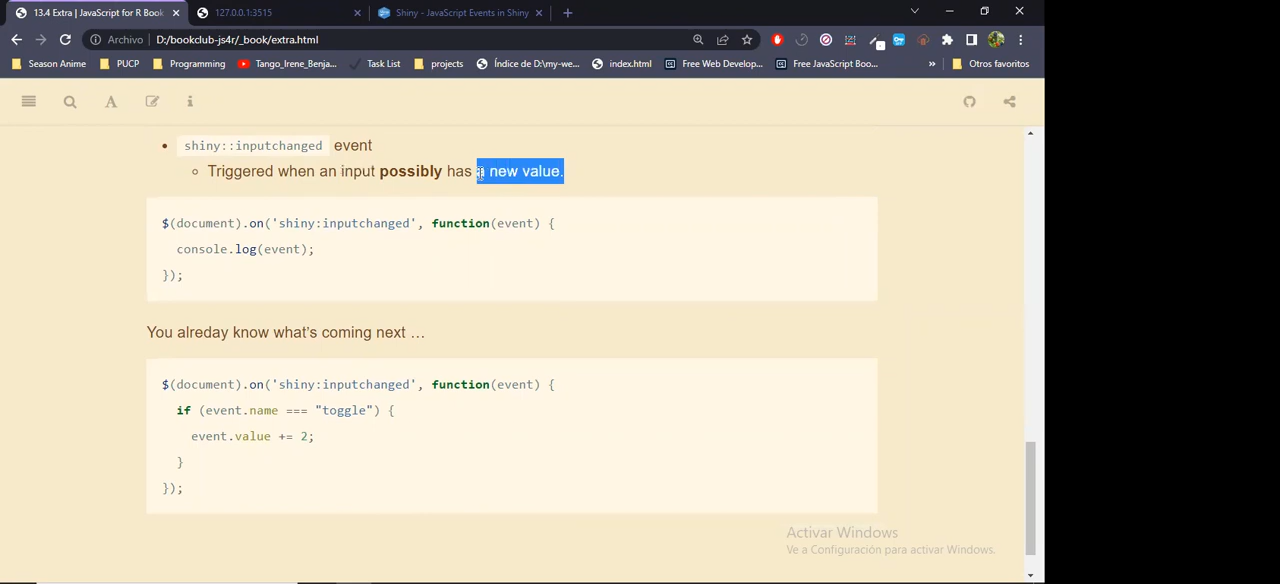 13.4 Extra | JavaScript for R Book
127.0.0.1:3515
Shiny - JavaScript Events in Shiny
Archivo
D:/bookclub-js4r/_book/extra.html
Season Anime
PUCP
Programming
Tango_Irene_Benja...
Task List
projects
Índice de D:\my-we...
index.html
Free Web Develop...
Free JavaScript Boo...
»
Otros favoritos
shiny::inputchanged event
Triggered when an input possibly has a new value.
$(document).on('shiny:inputchanged', function(event) {
console.log(event);
});
You alreday know what's coming next …
$(document).on('shiny:inputchanged', function(event) {
if (event.name === "toggle") {
event.value += 2;
}
});
Activar Windows
Ve a Configuración para activar Windows.